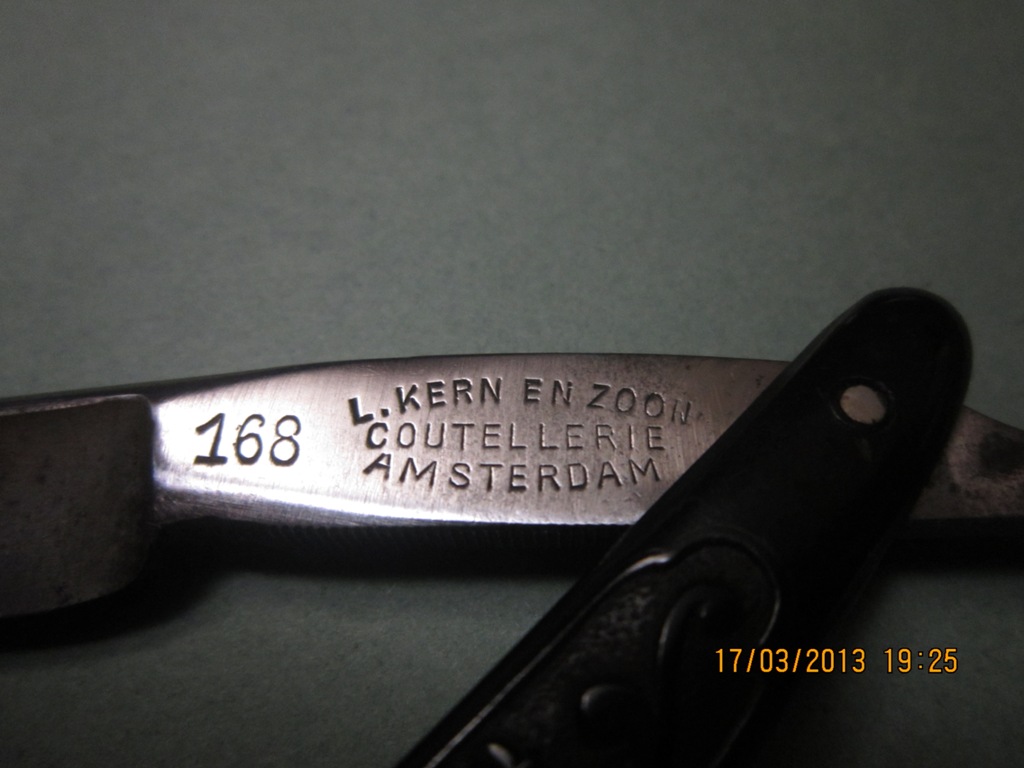 168
L. KERN EN ZOON
COUTELLERIE
AMSTERDAM
17/03/2013 19:25